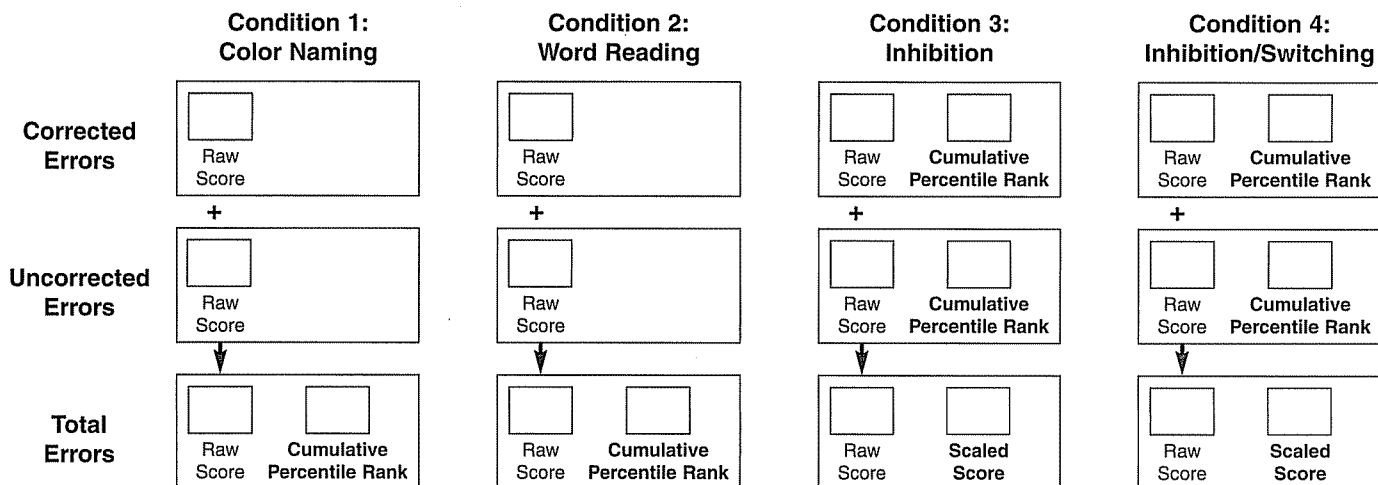 Condition 1:
Color Naming
Condition 2:
Word Reading
Condition 3:
Inhibition
Condition 4:
Inhibition/Switching
Corrected
Errors
Raw
Score
Raw
Score
Raw
Score
Cumulative
Percentile Rank
Raw
Score
Cumulative
Percentile Rank
+
+
+
+
Uncorrected
Errors
Raw
Score
Raw
Score
Raw
Score
Cumulative
Percentile Rank
Raw
Score
Cumulative
Percentile Rank
Total
Errors
Raw
Score
Cumulative
Percentile Rank
Raw
Score
Cumulative
Percentile Rank
Raw
Score
Scaled
Score
Raw
Score
Scaled
Score